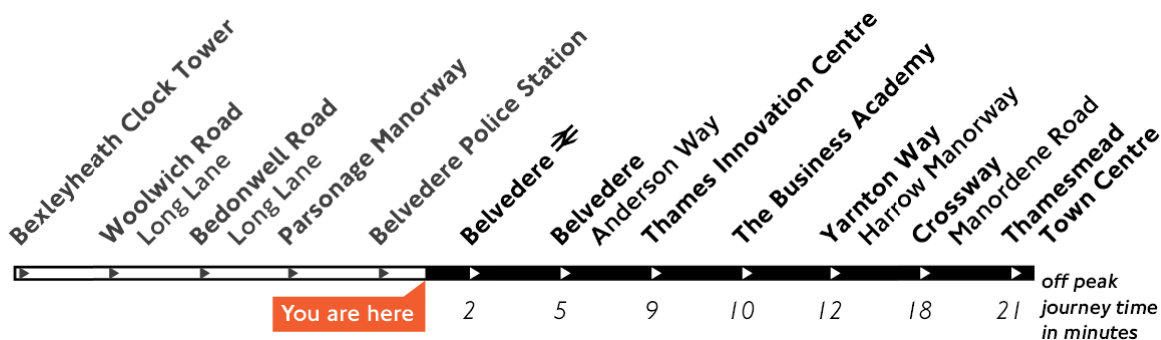 Bexleyheath Clock Tower
Woolwich Road
Long Lane
Bedonwell Road
Long Lane
Parsonage Manorway
Belvedere Police Station
Belvedere
Belvedere
Anderson Way
Thames Innovation Centre
The Business Academy
Yarnton Way
Harrow Manorway
Crossway
Manordene Road
Thamesmead
Town Centre
You are here
2
5
9
10
12
18
21
off peak
journey time
in minutes